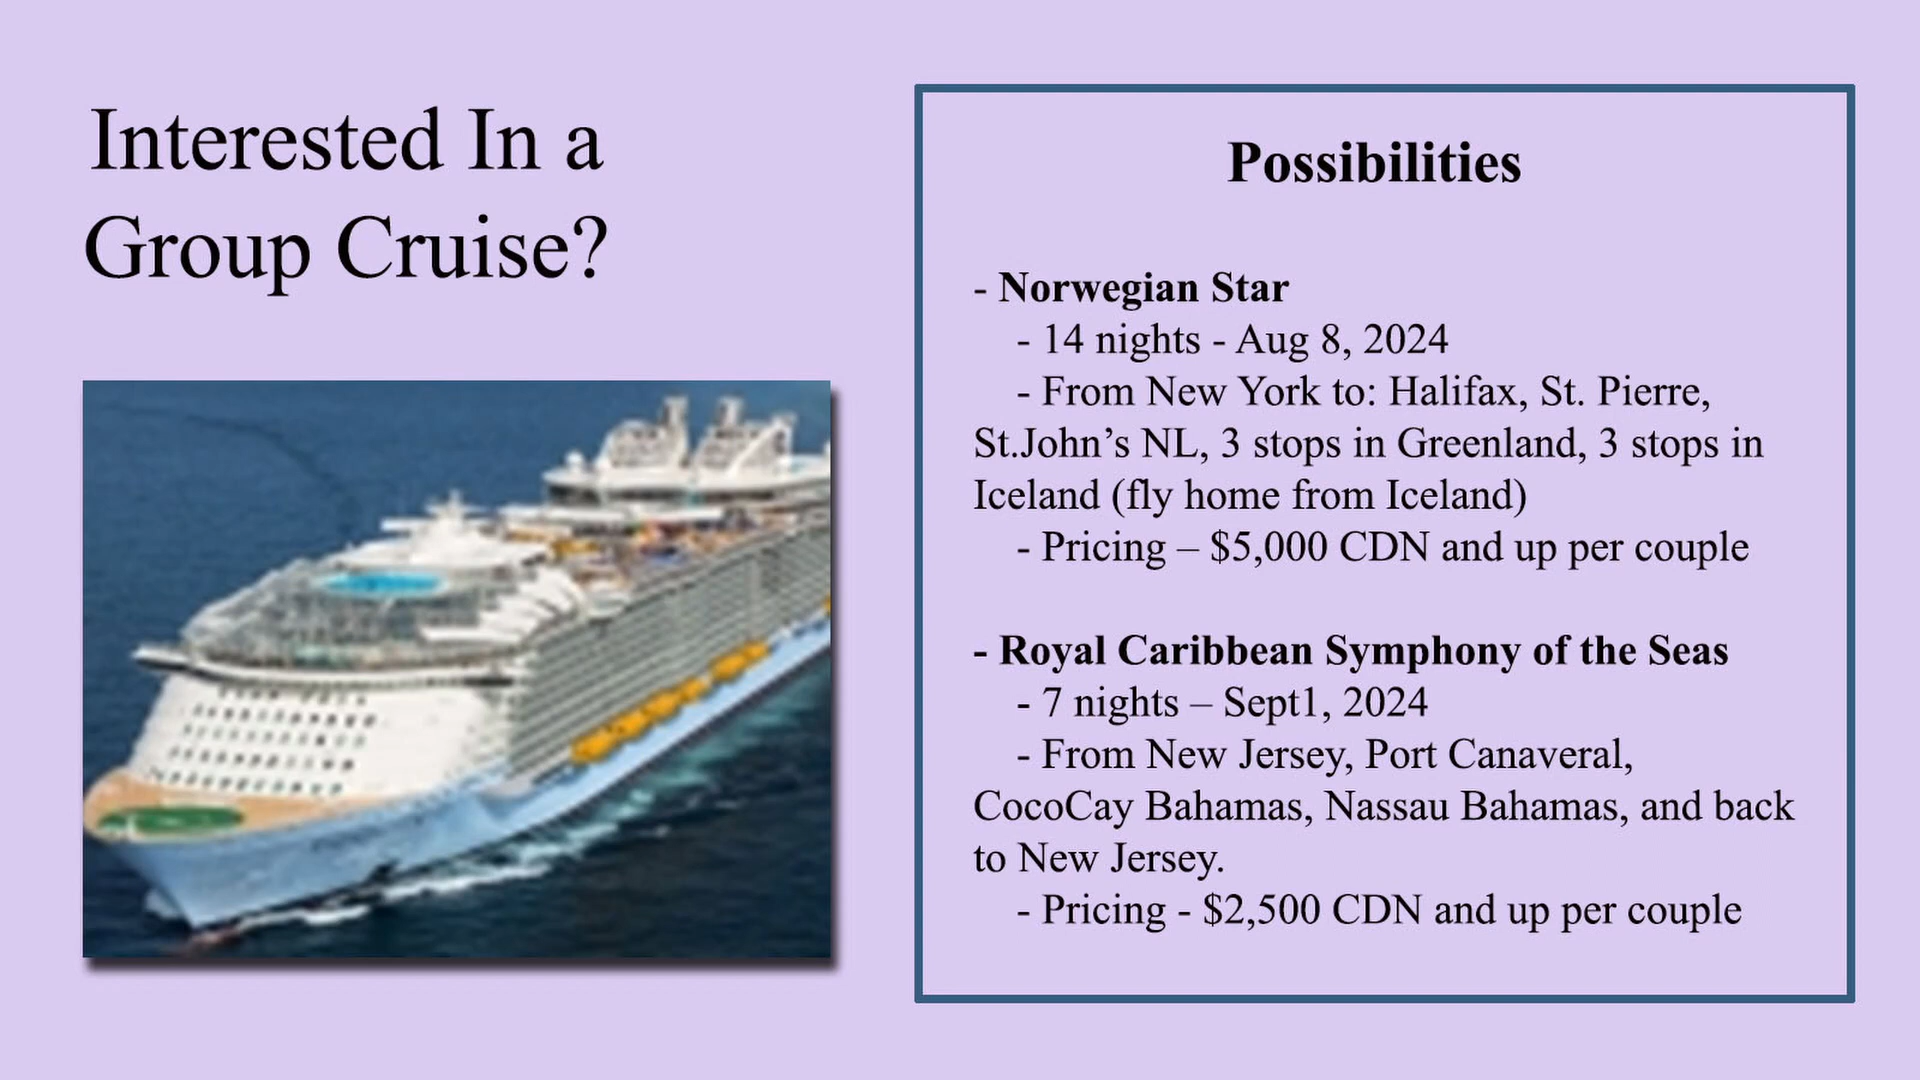 Interested In a
Group Cruise?
Possibilities
- Norwegian Star
- 14 nights - Aug 8, 2024
- From New York to: Halifax, St. Pierre,
St.John’s NL, 3 stops in Greenland, 3 stops in
Iceland (fly home from Iceland)
- Pricing – $5,000 CDN and up per couple
- Royal Caribbean Symphony of the Seas
- 7 nights – Sept1, 2024
- From New Jersey, Port Canaveral,
CocoCay Bahamas, Nassau Bahamas, and back
to New Jersey.
- Pricing - $2,500 CDN and up per couple